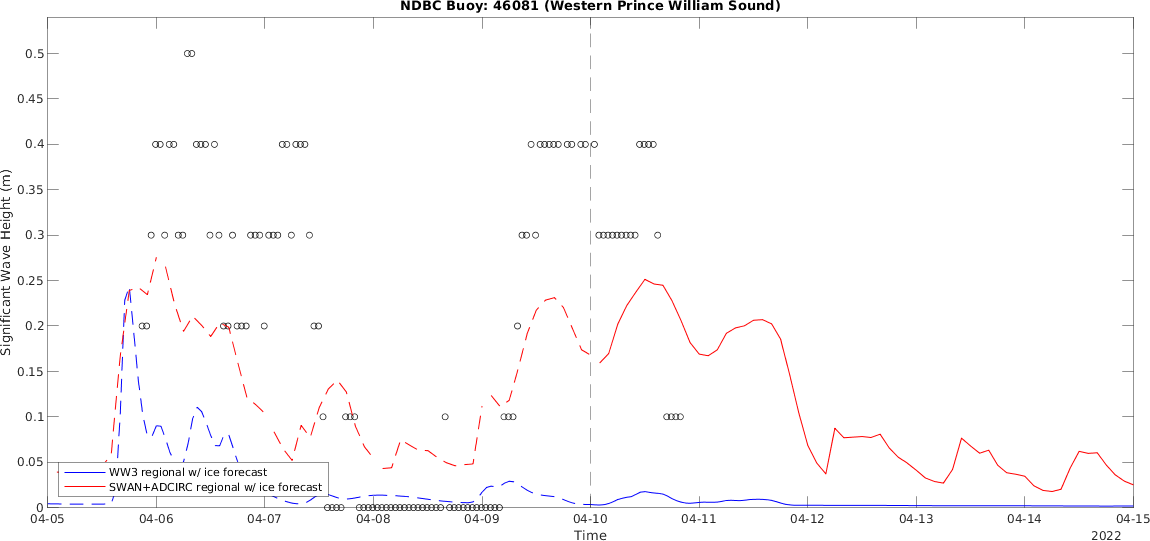 NDBC Buoy: 46081 (Western Prince William Sound)
Significant Wave Height (m)
0.5
0.45
0.4
0.35
0.3
0.25
0.2
0.15
0.1
0.05
0
WW3 regional w/ ice forecast
SWAN+ADCIRC regional w/ ice forecast
04-05 04-06 04-07 04-08 04-09 04-10 04-11 04-12 04-13 04-14 04-15
Time
2022